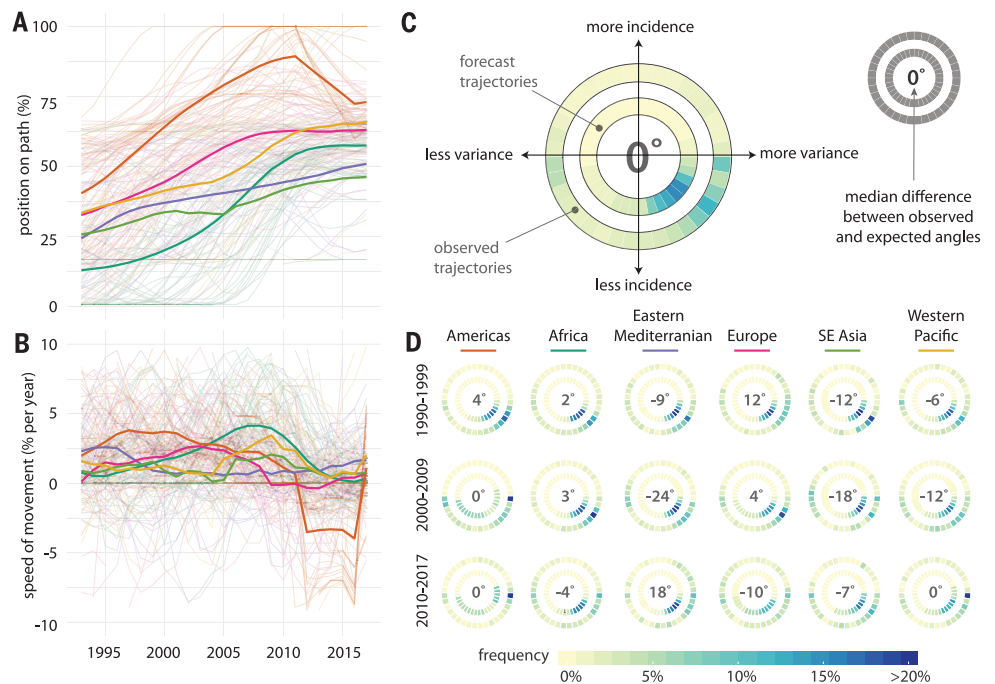 A
position on path (%)
100
75
50
25
0
B
speed of movement (% per year)
10
5
0
-5
-10
1995
2000
2005
2010
2015
C
more incidence
forecast
trajectories
less variance
0°
more variance
observed
trajectories
less incidence
0°
median difference
between observed
and expected angles
D
Americas
Africa
Eastern
Mediterranean
Europe
SE Asia
Western
Pacific
1990-1999
4°
2°
-9°
12°
-12°
-6°
2000-2009
0°
3°
-24°
4°
-18°
-12°
2010-2017
0°
-4°
18°
-10°
-7°
0°
frequency
0%
5%
10%
15%
>20%